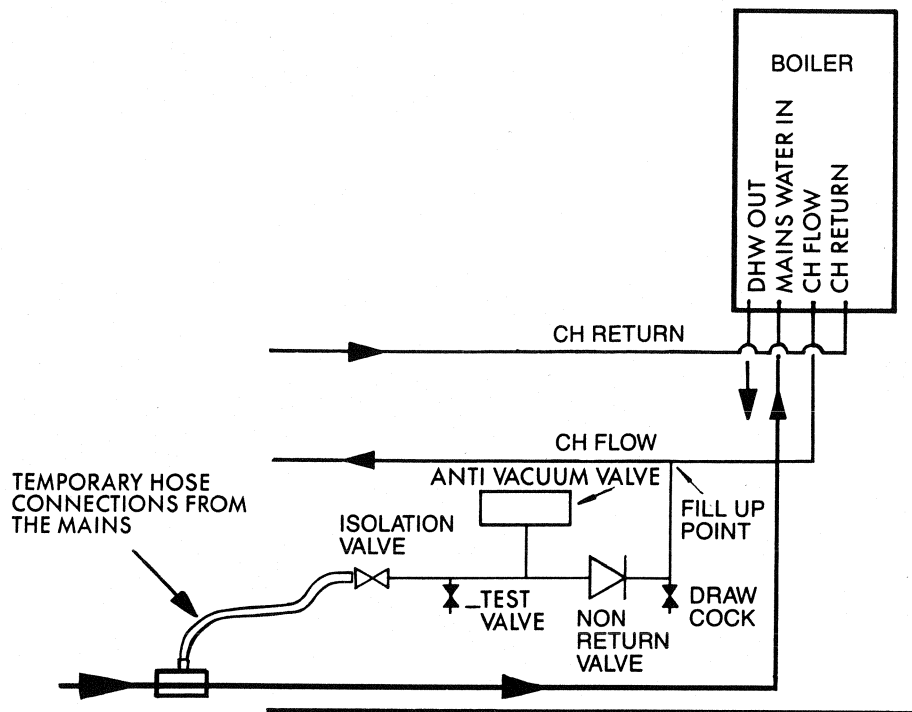 BOILER
DHW OUT
MAINS WATER IN
CH FLOW
CH RETURN
CH RETURN
CH FLOW
ANTI VACUUM VALVE
TEMPORARY HOSE
CONNECTIONS FROM
THE MAINS
ISOLATION
VALVE
FILL UP
POINT
TEST
VALVE
NON
RETURN
VALVE
DRAW
COCK